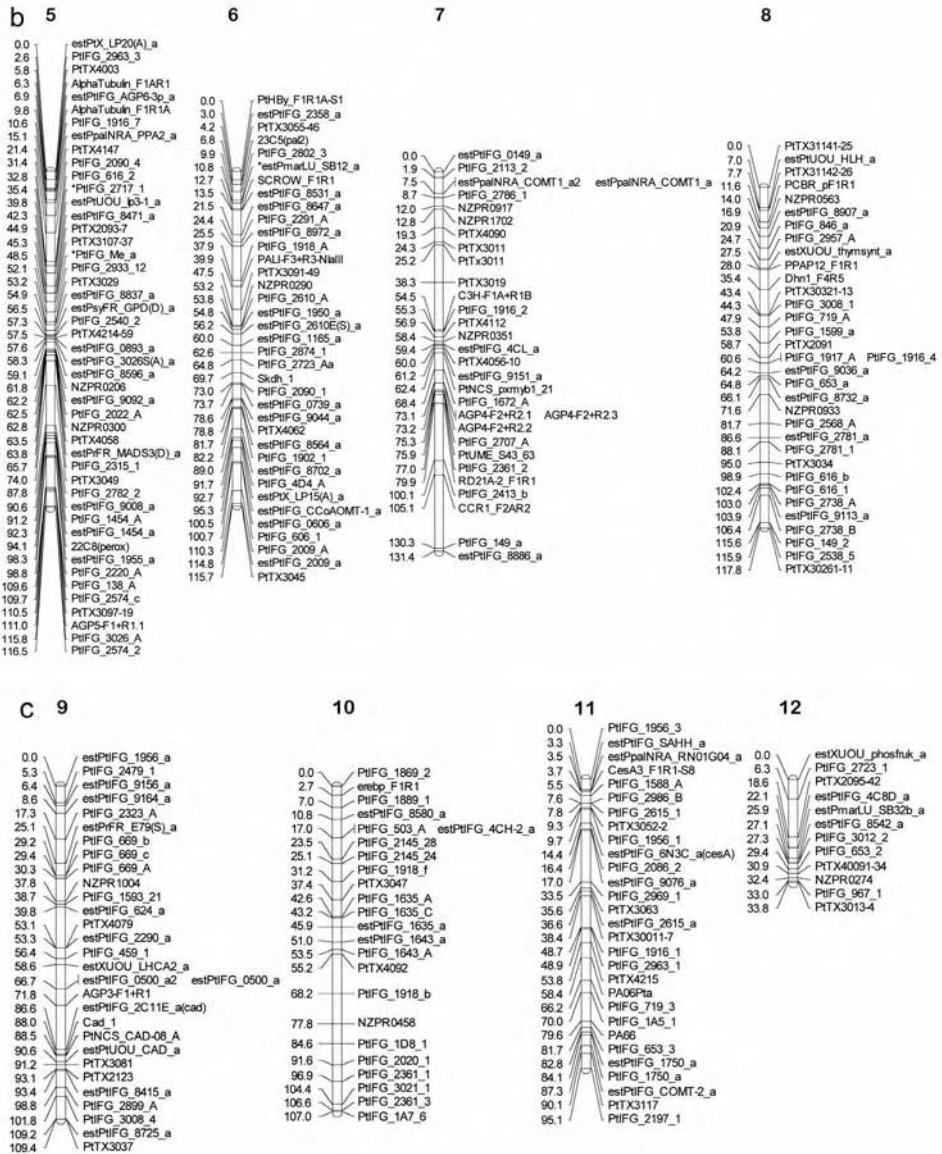 b 5 6 7 8
0.0 estPtX_LP20(A)_a
2.6 PtIFG_2963_3
5.8 PtTX4003
6.3 AlphaTubulin_F1AR1
6.9 estPtIFG_AGP6-3p_a
9.8 AlphaTubulin_F1R1A
10.6 PtIFG_1916_7
15.1 estPpaINRA_PPA2_a
21.4 PtTX4147
31.4 PtIFG_2090_4
32.8 PtIFG_616_2
35.4 *PtIFG_2717_1
39.8 estPtUOU_lp3-1_a
42.3 estPtIFG_8471_a
44.9 PtTX2093-7
45.3 PtTX3107-37
48.5 *PtIFG_Me_a
52.1 PtIFG_2933_12
53.2 PtTX3029
54.9 estPtIFG_8837_a
56.5 estPsyFR_GPD(D)_a
57.3 PtIFG_2540_2
57.5 PtTX4214-59
57.6 estPtIFG_0893_a
58.3 estPtIFG_3026S(A)_a
59.1 estPtIFG_8596_a
61.8 NZPR0206
62.2 estPtIFG_9092_a
62.5 PtIFG_2022_A
62.8 NZPR0300
63.5 PtTX4058
63.8 estPrFR_MADS3(D)_a
65.7 PtIFG_2315_1
74.0 PtTX3049
87.8 PtIFG_2782_2
90.6 estPtIFG_9008_a
91.2 PtIFG_1454_A
92.3 estPtIFG_1454_a
94.1 22C8(perox)
98.3 estPtIFG_1955_a
98.8 PtIFG_2220_A
109.6 PtIFG_138_A
109.7 PtIFG_2574_c
110.5 PtTX3097-19
111.0 AGP5-F1+R1.1
115.8 PtIFG_3026_A
116.5 PtIFG_2574_2
0.0 PtHBy_F1R1A-S1
3.0 estPtIFG_2358_a
4.2 PtTX3055-46
6.8 23C5(pal2)
9.9 PtIFG_2802_3
10.8 *estPmarLU_SB12_a
12.7 SCROW_F1R1
13.5 estPtIFG_8531_a
21.5 estPtIFG_8647_a
24.4 PtIFG_2291_A
25.5 estPtIFG_8972_a
37.9 PtIFG_1918_A
39.9 PALI-F3+R3-NlaIII
47.5 PtTX3091-49
53.2 NZPR0290
53.8 PtIFG_2610_A
54.8 estPtIFG_1950_a
56.2 estPtIFG_2610E(S)_a
60.0 estPtIFG_1165_a
62.6 PtIFG_2874_1
64.8 PtIFG_2723_Aa
69.7 Skdh_1
73.0 PtIFG_2090_1
73.7 estPtIFG_0739_a
78.6 estPtIFG_9044_a
78.8 PtTX4062
81.7 estPtIFG_8564_a
82.2 PtIFG_1902_1
89.0 estPtIFG_8702_a
91.7 PtIFG_4D4_A
92.7 estPtX_LP15(A)_a
95.3 estPtIFG_CCoAOMT-1_a
100.5 estPtIFG_0606_a
100.7 PtIFG_606_1
110.3 PtIFG_2009_A
114.8 estPtIFG_2009_a
115.7 PtTX3045
0.0 estPtIFG_0149_a
1.9 PtIFG_2113_2
7.5 estPpaINRA_COMT1_a2 estPpaINRA_COMT1_a
8.7 PtIFG_2786_1
12.0 NZPR0917
12.8 NZPR1702
19.3 PtTX4090
24.3 PtTX3011
25.2 PtTx3011
38.3 PtTX3019
54.5 C3H-F1A+R1B
55.3 PtIFG_1916_2
56.9 PtTX4112
58.4 NZPR0351
59.4 estPtIFG_4CL_a
60.0 PtTX4056-10
61.2 estPtIFG_9151_a
62.4 PtNCS_pxmyb1_21
68.4 PtIFG_1672_A
73.1 AGP4-F2+R2.1 AGP4-F2+R2.3
73.2 AGP4-F2+R2.2
75.3 PtIFG_2707_A
75.9 PtUME_S43_63
77.0 PtIFG_2361_2
79.9 RD21A-2_F1R1
100.1 PtIFG_2413_b
105.1 CCR1_F2AR2
130.3 PtIFG_149_a
131.4 estPtIFG_8886_a
0.0 PtTX31141-25
7.0 estPtUOU_HLH_a
7.7 PtTX31142-26
11.6 PCBR_pF1R1
14.0 NZPR0563
16.9 estPtIFG_8907_a
20.9 PtIFG_846_a
24.7 PtIFG_2957_A
27.5 estXUOU_thymsynt_a
28.0 PPAP12_F1R1
35.4 Dhn1_F4R5
43.4 PtTX30321-13
44.3 PtIFG_3008_1
47.9 PtIFG_719_A
53.8 PtIFG_1599_a
58.7 PtTX2091
60.6 PtIFG_1917_A PtIFG_1916_4
64.2 estPtIFG_9036_a
64.8 PtIFG_653_a
66.1 estPtIFG_8732_a
71.6 NZPR0933
81.7 PtIFG_2568_A
86.6 estPtIFG_2781_a
88.1 PtIFG_2781_1
95.0 PtTX3034
98.9 PtIFG_616_b
102.4 PtIFG_616_1
103.0 PtIFG_2738_A
103.9 estPtIFG_9113_a
106.4 PtIFG_2738_B
115.6 PtIFG_149_2
115.9 PtIFG_2538_5
117.8 PtTX30261-11
c 9 10 11 12
0.0 estPtIFG_1956_a
5.3 PtIFG_2479_1
6.4 estPtIFG_9156_a
8.6 estPtIFG_9164_a
17.3 PtIFG_2323_A
25.1 estPrFR_E79(S)_a
29.2 PtIFG_669_b
29.4 PtIFG_669_c
30.3 PtIFG_669_A
37.8 NZPR1004
38.7 PtIFG_1593_21
39.8 estPtIFG_624_a
53.1 PtTX4079
53.3 estPtIFG_2290_a
56.4 PtIFG_459_1
58.6 estXUOU_LHCA2_a
66.7 estPtIFG_0500_a2 estPtIFG_0500_a
71.8 AGP3-F1+R1
86.6 estPtIFG_2C11E_a(cad)
88.0 Cad_1
88.5 PtNCS_CAD-08_A
90.6 estPtUOU_CAD_a
91.2 PtTX3081
93.1 PtTX2123
93.4 estPtIFG_8415_a
98.8 PtIFG_2899_A
101.8 PtIFG_3008_4
109.2 estPtIFG_8725_a
109.4 PtTX3037
0.0 PtIFG_1869_2
2.7 erebp_F1R1
7.0 PtIFG_1889_1
10.8 estPtIFG_8580_a
17.0 PtIFG_503_A estPtIFG_4CH-2_a
23.5 PtIFG_2145_28
25.1 PtIFG_2145_24
31.2 PtIFG_1918_f
37.4 PtTX3047
42.6 PtIFG_1635_A
43.2 PtIFG_1635_C
45.9 estPtIFG_1635_a
51.0 estPtIFG_1643_a
53.5 PtIFG_1643_A
55.2 PtTX4092
68.2 PtIFG_1918_b
77.8 NZPR0458
84.6 PtIFG_1D8_1
91.6 PtIFG_2020_1
96.9 PtIFG_2361_1
104.4 PtIFG_3021_1
106.6 PtIFG_2361_3
107.0 PtIFG_1A7_6
0.0 PtIFG_1956_3
3.3 estPtIFG_SAHH_a
3.5 estPpaINRA_RN01G04_a
3.7 CesA3_F1R1-S8
5.5 PtIFG_1588_A
7.6 PtIFG_2986_B
7.8 PtIFG_2615_1
9.3 PtTX3052-2
9.7 PtIFG_1956_1
14.4 estPtIFG_6N3C_a(cesA)
16.4 PtIFG_2086_2
17.0 estPtIFG_9076_a
33.5 PtIFG_2969_1
35.6 PtTX3063
36.6 estPtIFG_2615_a
38.4 PtTX30011-7
48.7 PtIFG_1916_1
48.9 PtIFG_2963_1
53.8 PtTX4215
58.4 PA06Pta
66.2 PtIFG_719_3
70.0 PtIFG_1A5_1
79.6 PA66
81.7 PtIFG_653_3
82.8 estPtIFG_1750_a
84.1 PtIFG_1750_a
87.3 estPtIFG_COMT-2_a
90.1 PtTX3117
95.1 PtIFG_2197_1
0.0 estXUOU_phosfruk_a
6.3 PtIFG_2723_1
18.6 PtTX2095-42
22.1 estPtIFG_4C8D_a
25.9 estPmarLU_SB32b_a
27.1 estPtIFG_8542_a
27.3 PtIFG_3012_2
29.4 PtIFG_653_2
30.9 PtTX40091-34
32.4 NZPR0274
33.0 PtIFG_967_1
33.8 PtTX3013-4